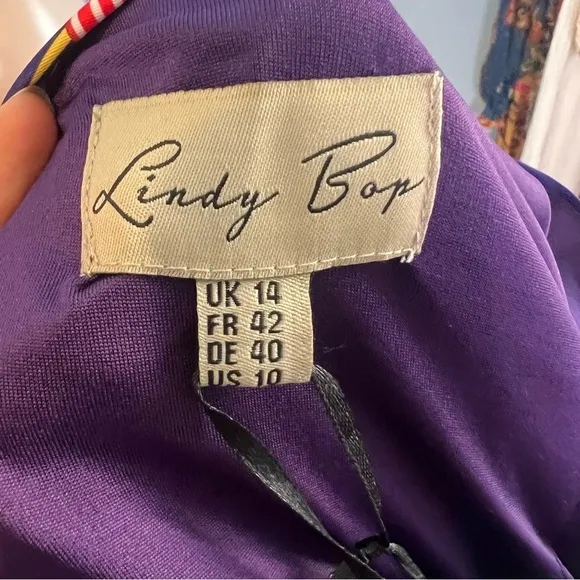 Lindy Bop
UK 14
FR 42
DE 40
US 10